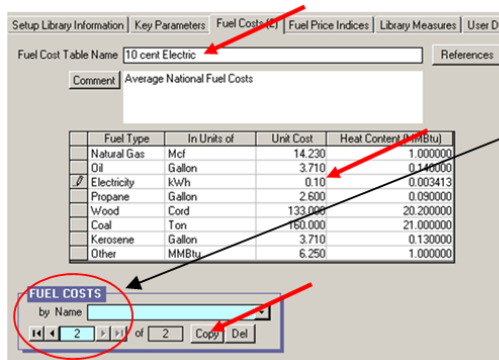 Setup Library Information Key Parameters Fuel Costs (2) Fuel Price Indices Library Measures User D
Fuel Cost Table Name 10 cent Electric References
Comment Average National Fuel Costs
Fuel Type In Units of Unit Cost Heat Content (MMBtu)
Natural Gas Mcf 14.230 1.000000
Oil Gallon 3.710 0.140000
Electricity kWh 0.10 0.003413
Propane Gallon 2.600 0.090000
Wood Cord 133.000 20.200000
Coal Ton 160.000 21.000000
Kerosene Gallon 3.710 0.130000
Other MMBtu 6.250 1.000000
FUEL COSTS
by Name
2 of 2 Copy Del